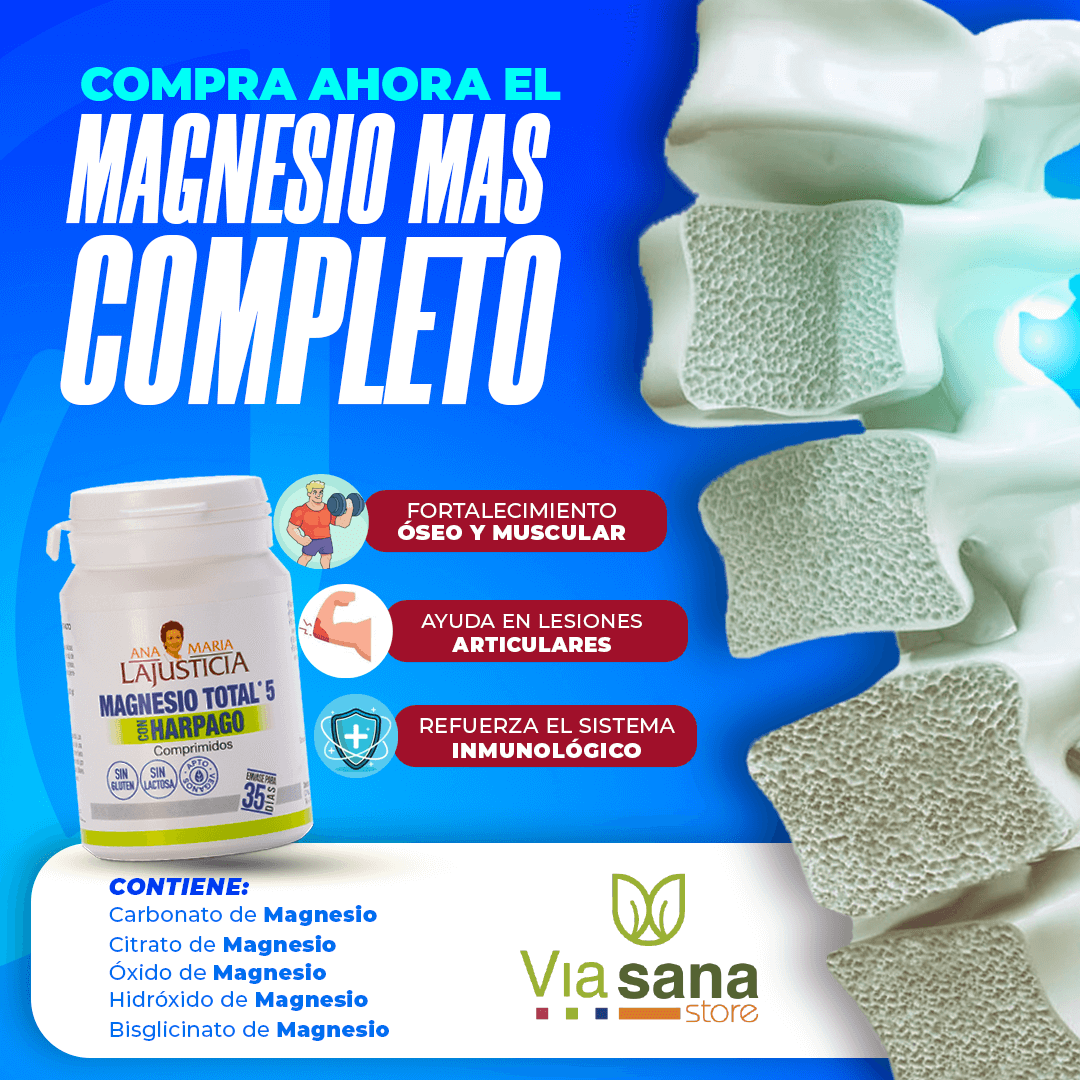 COMPRA AHORA EL
MAGNESIO MAS
COMPLETO
FORTALECIMIENTO
ÓSEO Y MUSCULAR
AYUDA EN LESIONES
ARTICULARES
REFUERZA EL SISTEMA
INMUNOLÓGICO
ANA MARIA
LAJUSTICIA
MAGNESIO TOTAL® 5
CON HARPAGO
Comprimidos
SIN GLUTEN
SIN LACTOSA
APTO VEGANOS
ENVASE PARA
35 DÍAS
CONTIENE:
Carbonato de Magnesio
Citrato de Magnesio
Óxido de Magnesio
Hidróxido de Magnesio
Bisglicinato de Magnesio
Via sana
store